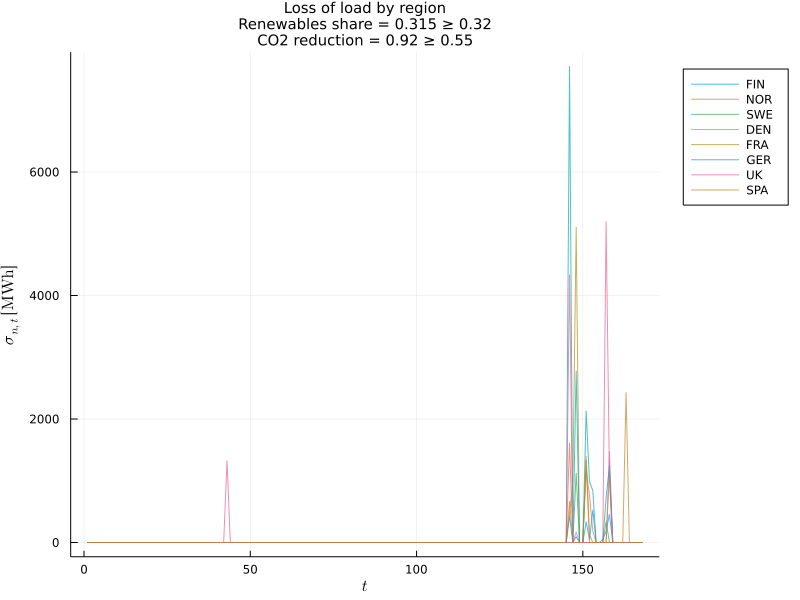 Loss of load by region
Renewables share = 0.315 ≥ 0.32
CO2 reduction = 0.92 ≥ 0.55
FIN
NOR
SWE
DEN
FRA
GER
UK
SPA
6000
4000
2000
0
σn,t [MWh]
0 50 100 150
t